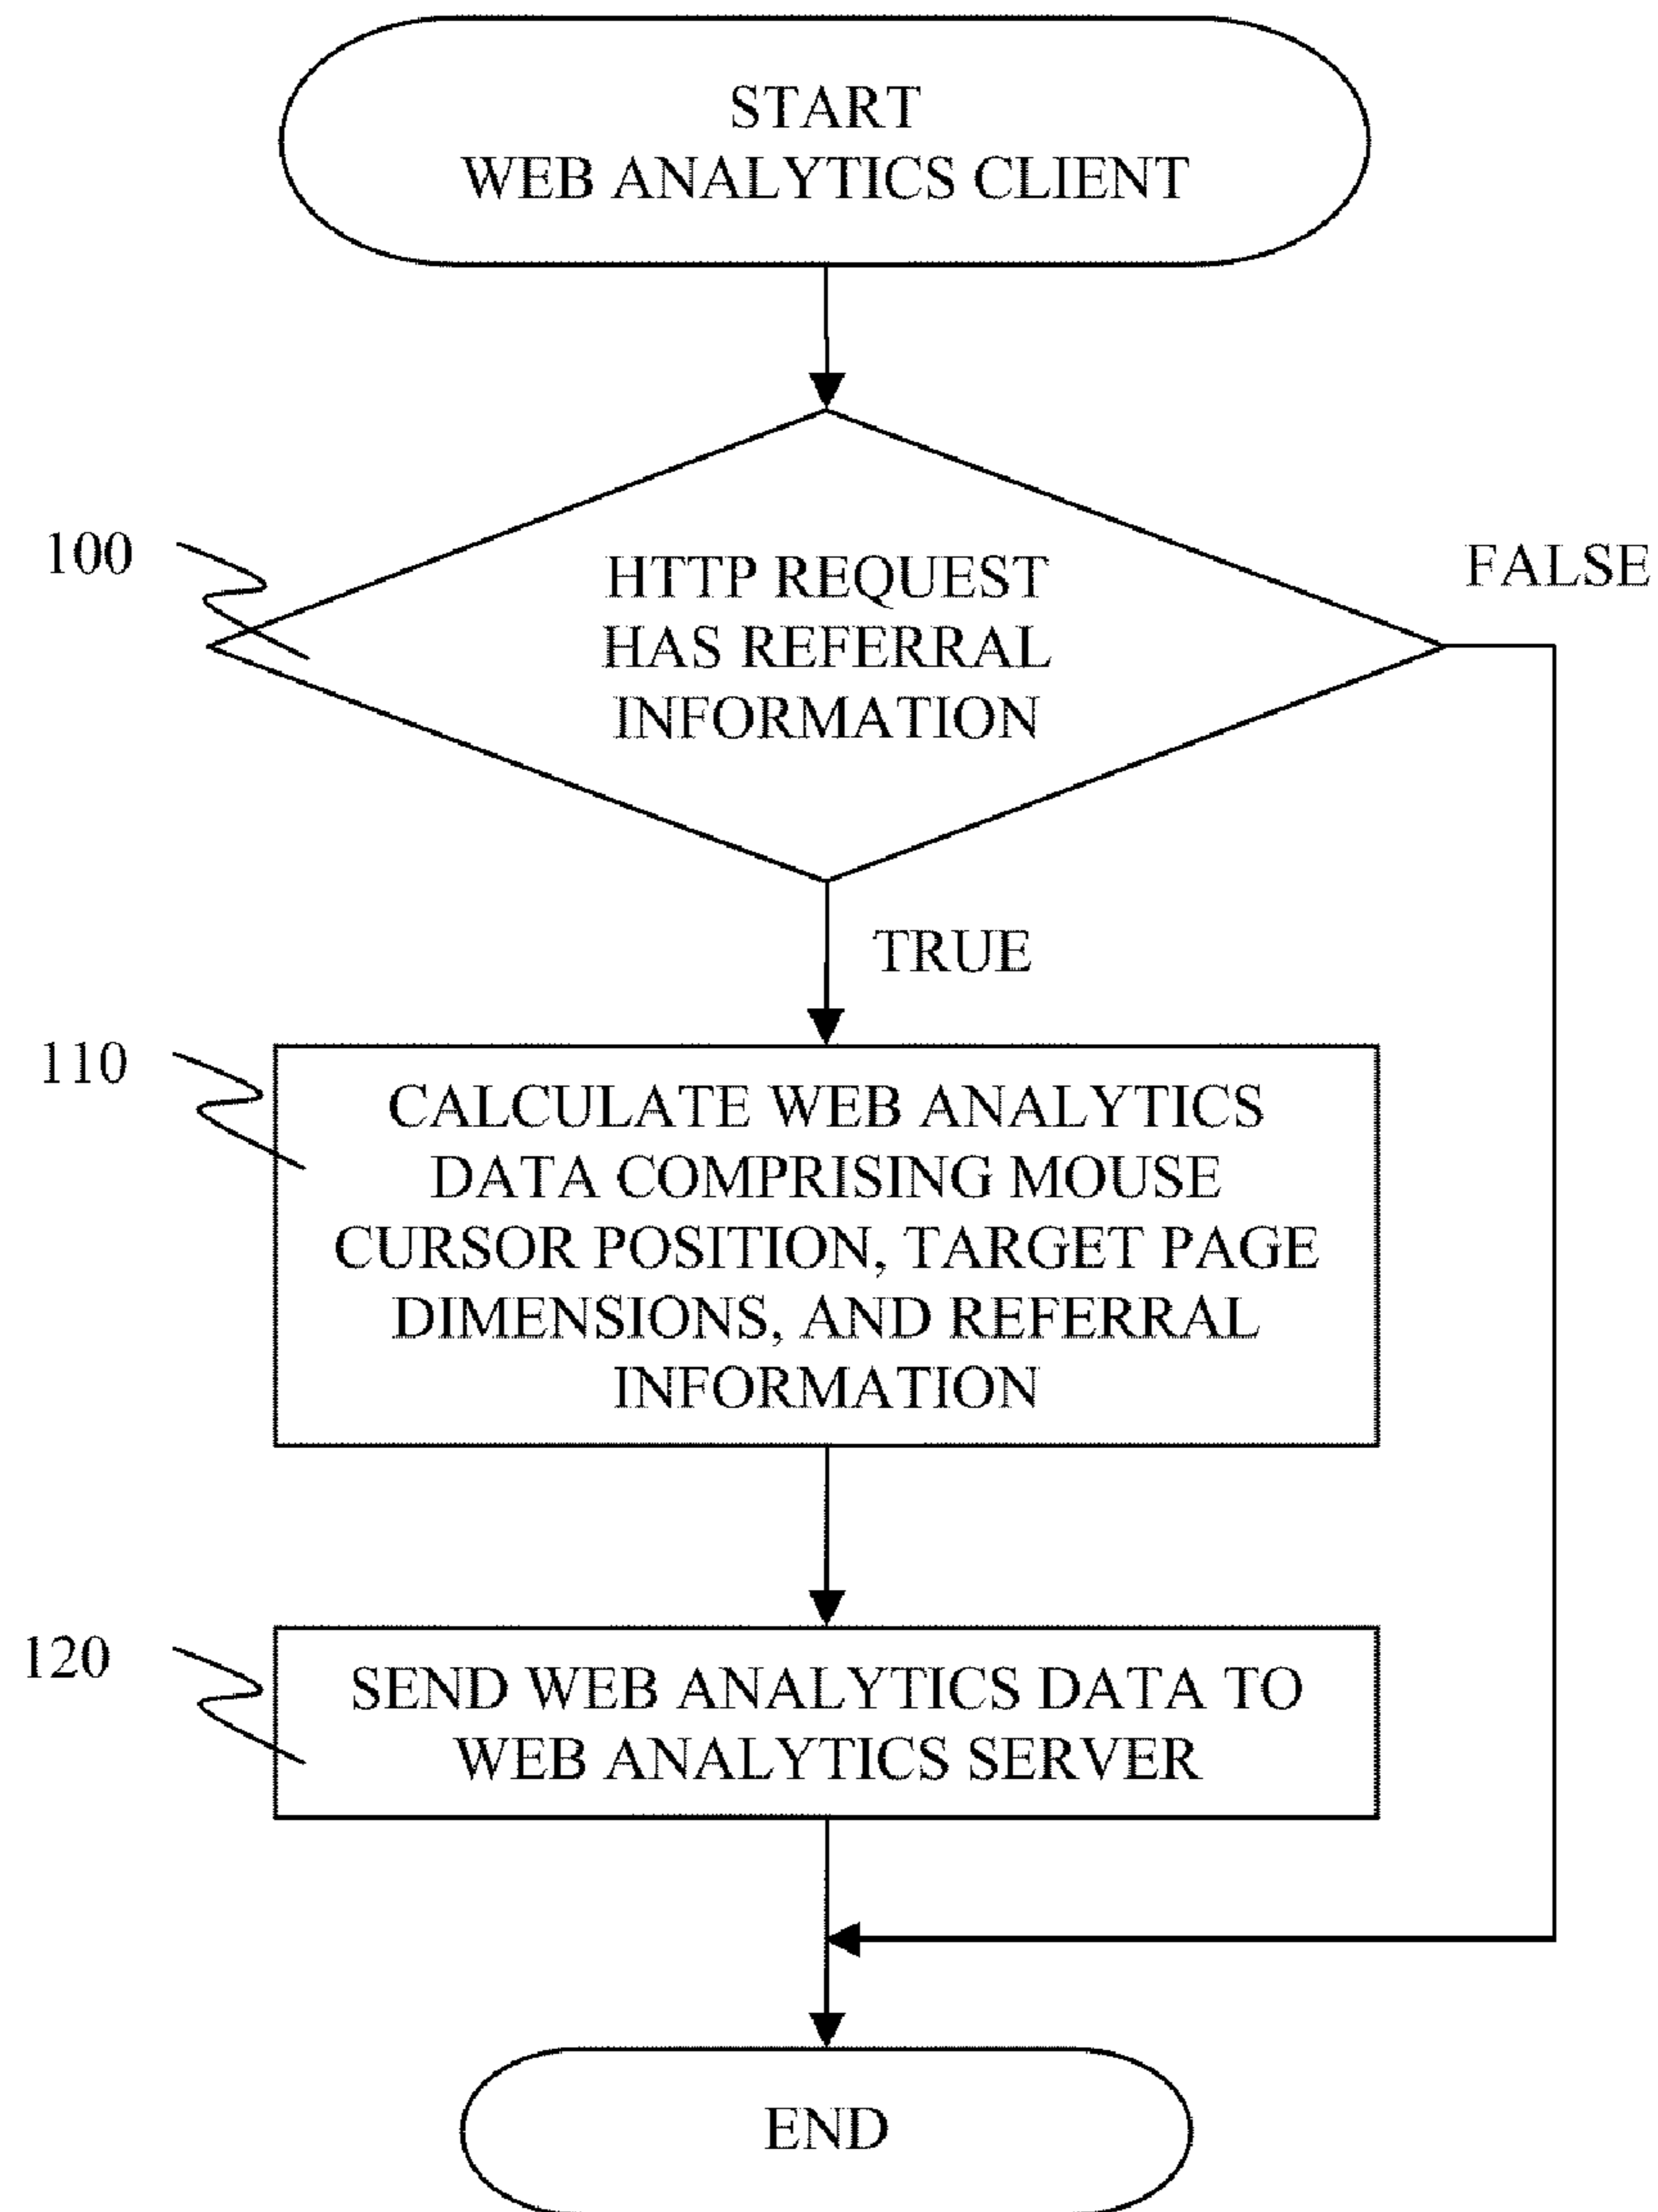 START
WEB ANALYTICS CLIENT
100
HTTP REQUEST
HAS REFERRAL
INFORMATION
FALSE
TRUE
110
CALCULATE WEB ANALYTICS
DATA COMPRISING MOUSE
CURSOR POSITION, TARGET PAGE
DIMENSIONS, AND REFERRAL
INFORMATION
120
SEND WEB ANALYTICS DATA TO
WEB ANALYTICS SERVER
END